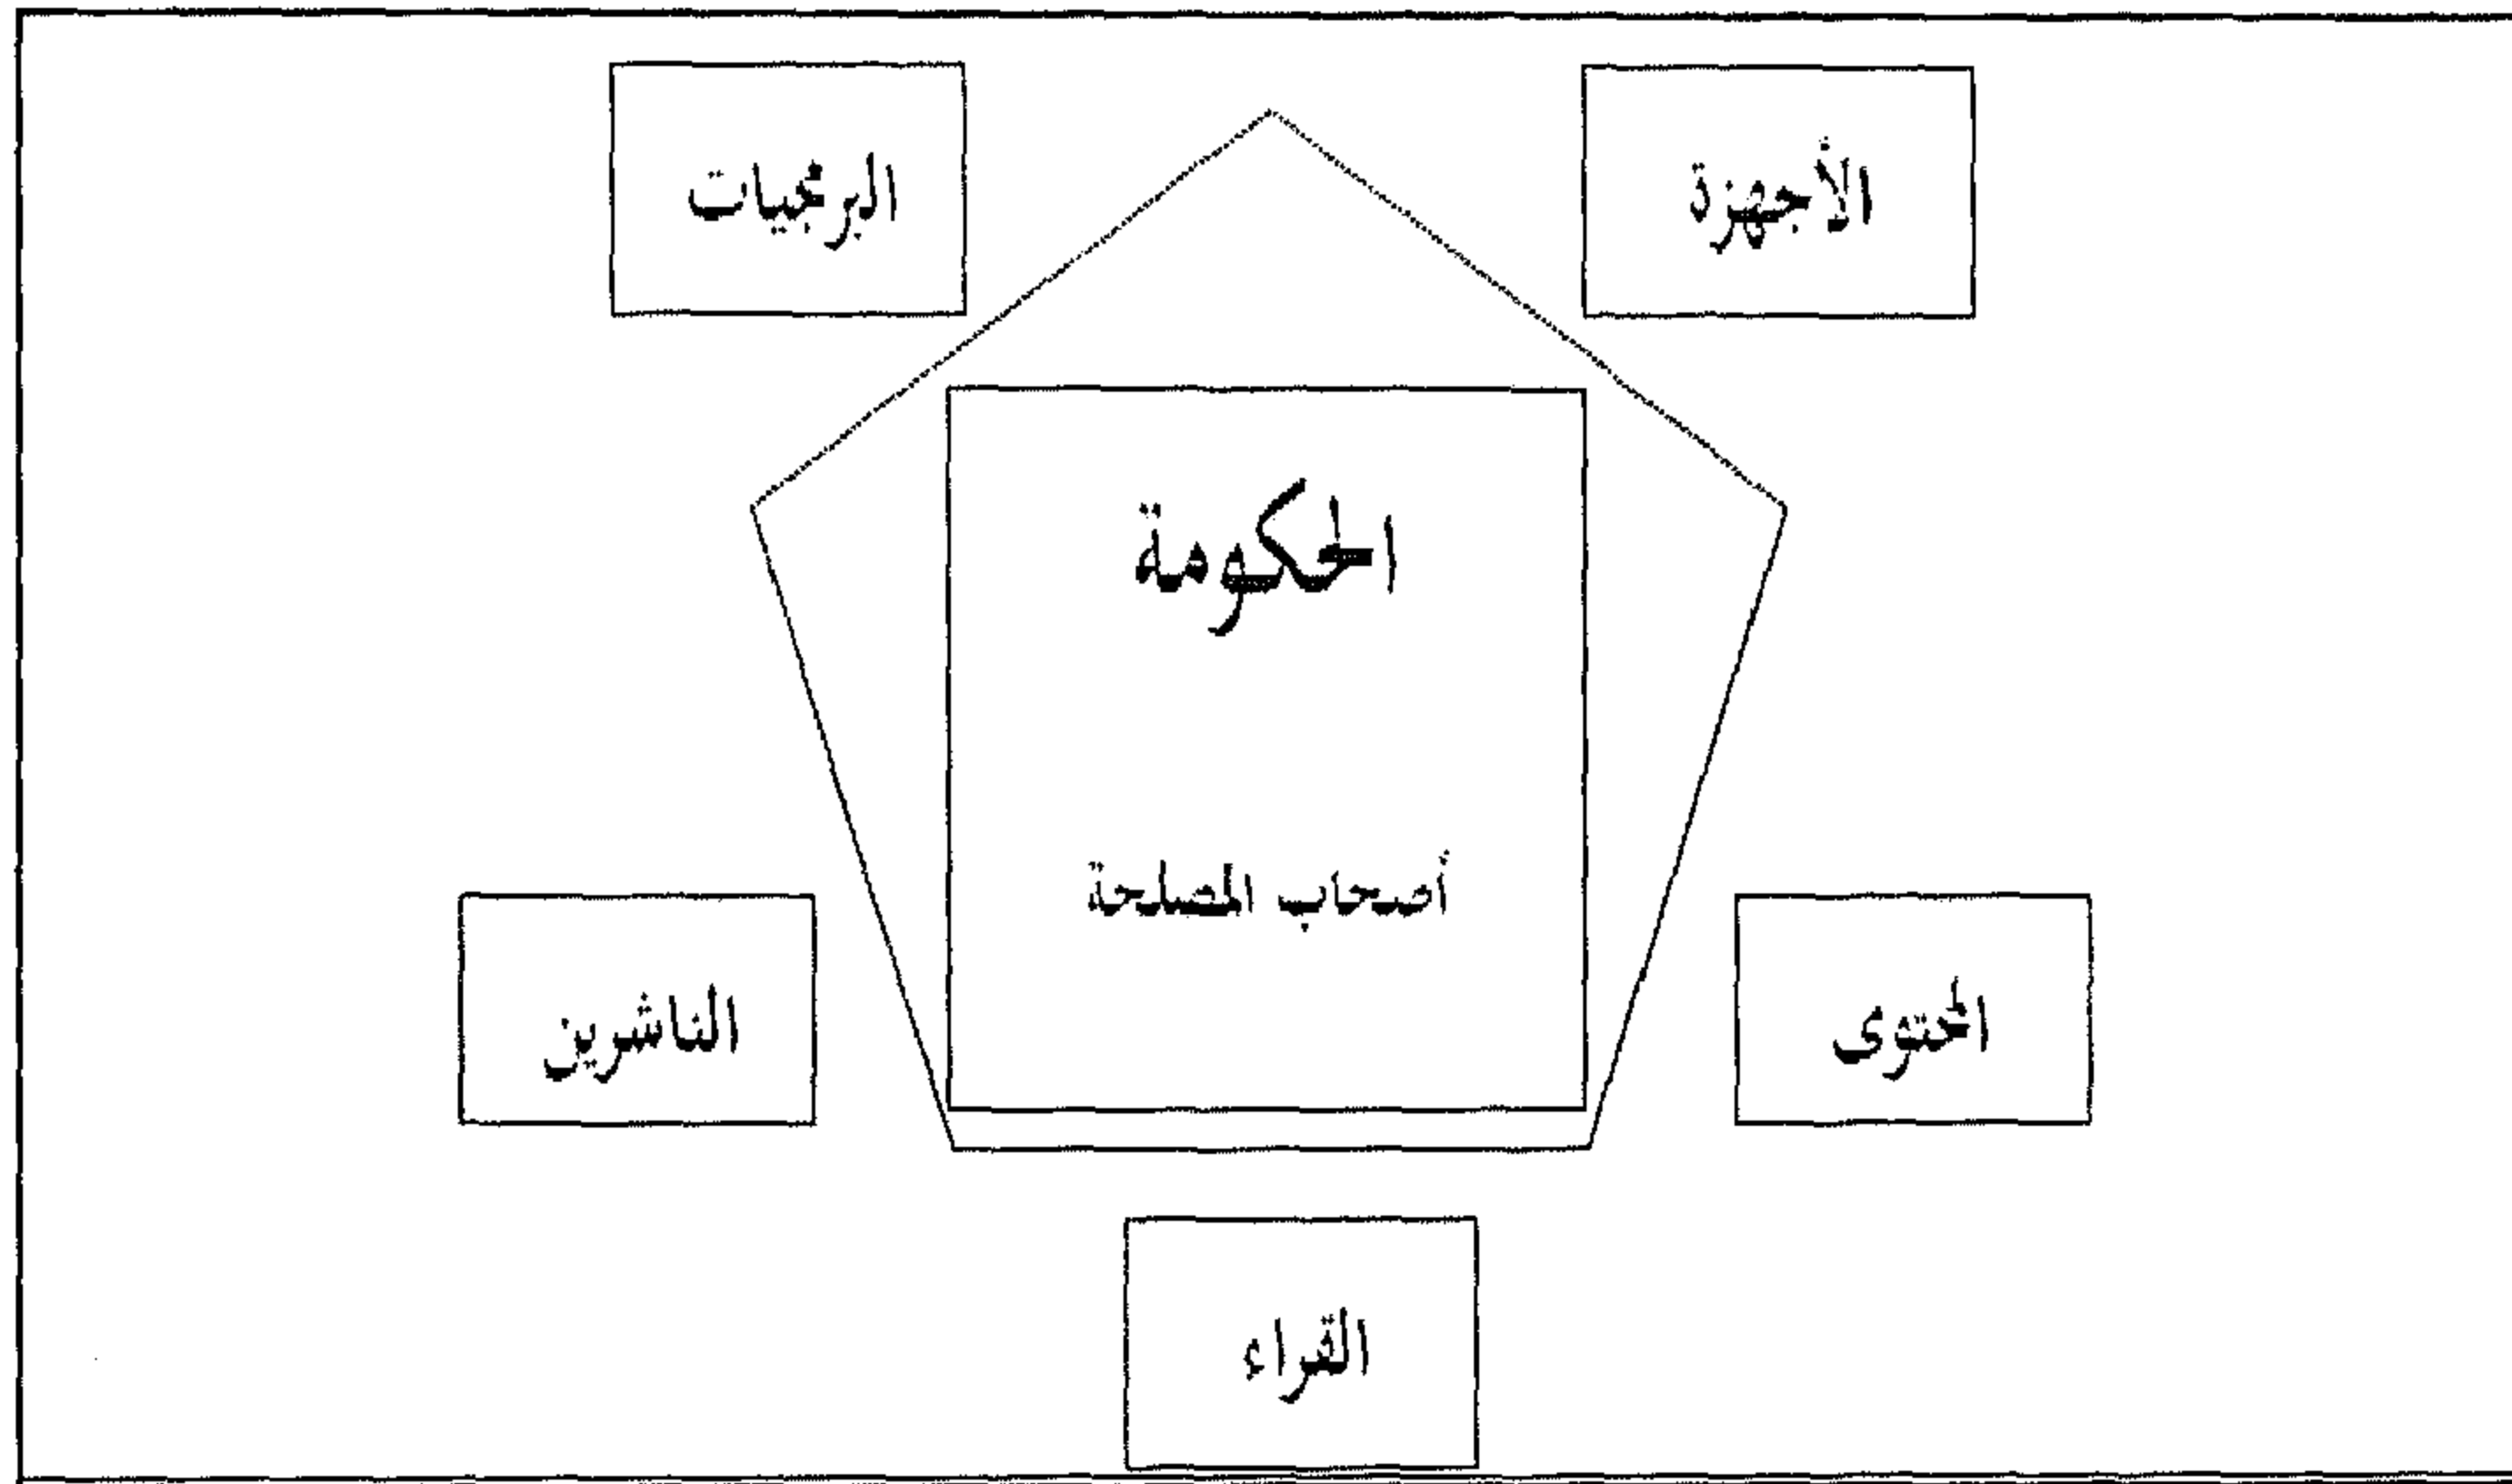 الأجهزة
البرمجيات
الحكومة
أصحاب المصلحة
المحتوى
الناشرين
القراء